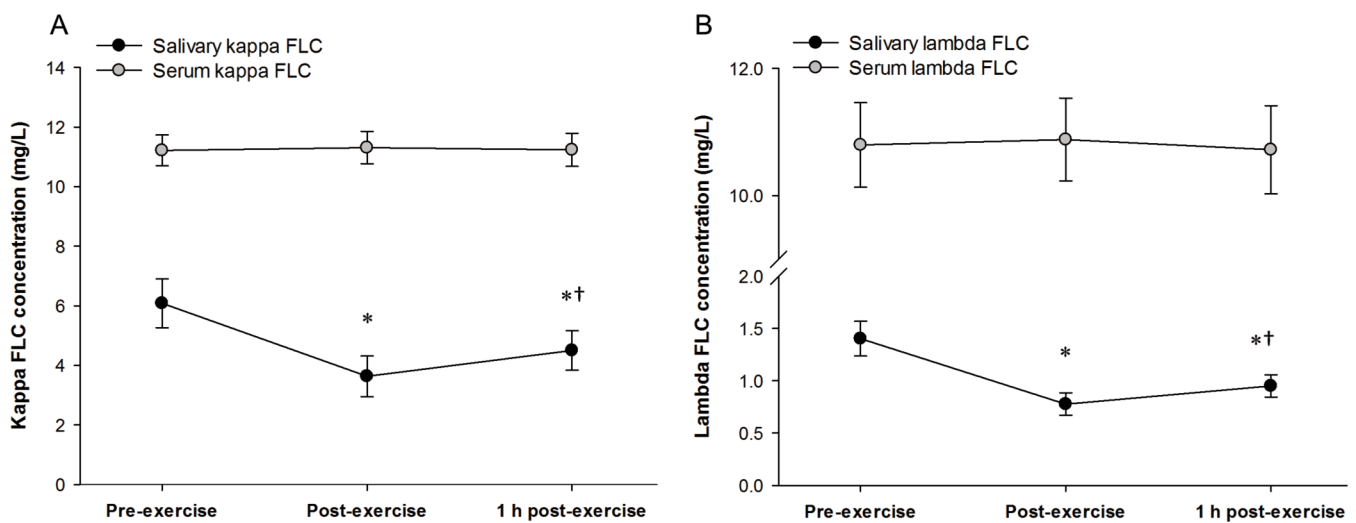 A
Salivary kappa FLC
Serum kappa FLC
Kappa FLC concentration (mg/L)
14
12
10
8
6
4
2
0
*
*†
Pre-exercise Post-exercise 1 h post-exercise
B
Salivary lambda FLC
Serum lambda FLC
Lambda FLC concentration (mg/L)
12.0
10.0
2.0
1.5
1.0
0.5
0.0
*
*†
Pre-exercise Post-exercise 1 h post-exercise